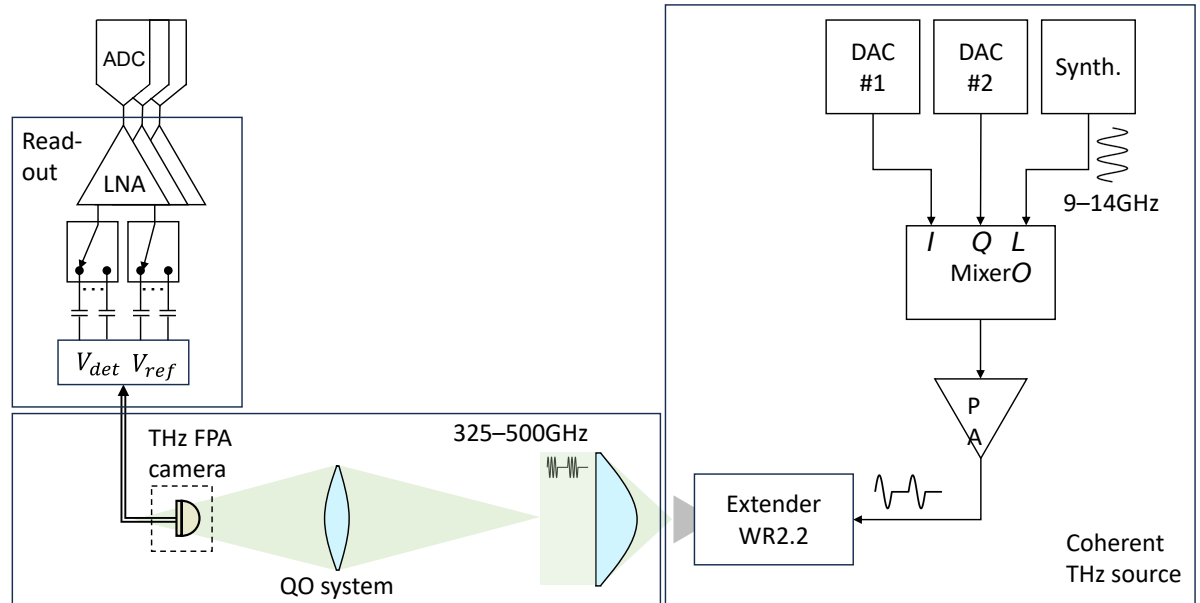 ADC
Read-
out
LNA
V_det V_ref
THz FPA
camera
QO system
325–500GHz
DAC
#1
DAC
#2
Synth.
9–14GHz
I Q L
MixerO
P
A
Extender
WR2.2
Coherent
THz source